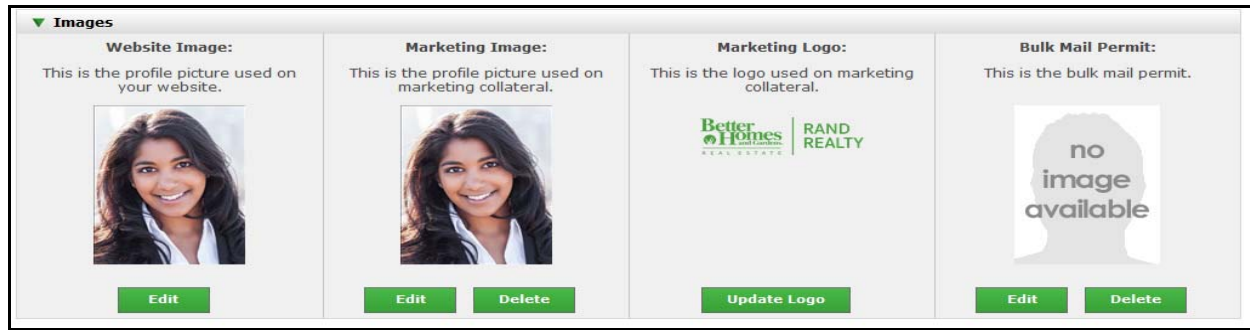 Images
Website Image:
This is the profile picture used on
your website.
Edit
Marketing Image:
This is the profile picture used on
marketing collateral.
Edit
Delete
Marketing Logo:
This is the logo used on marketing
collateral.
Better
Homes
and Gardens
REAL ESTATE
RAND
REALTY
Update Logo
Bulk Mail Permit:
This is the bulk mail permit.
no
image
available
Edit
Delete